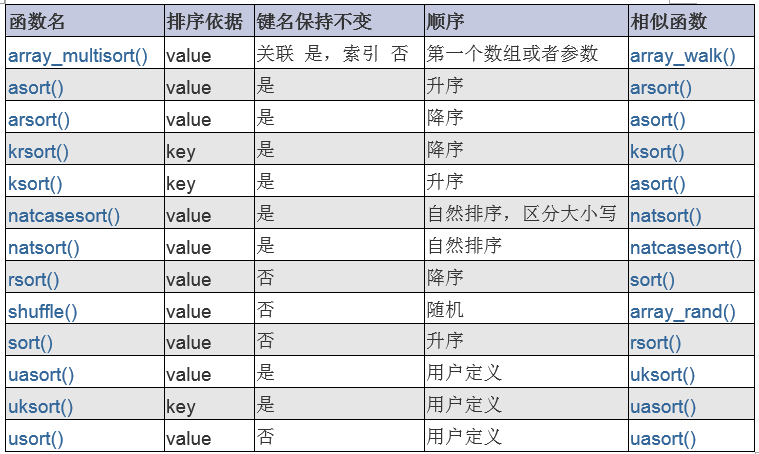 函数名 排序依据 键名保持不变 顺序 相似函数
array_multisort() value 关联 是，索引 否 第一个数组或者参数 array_walk()
asort() value 是 升序 arsort()
arsort() value 是 降序 asort()
krsort() key 是 降序 ksort()
ksort() key 是 升序 asort()
natcasesort() value 是 自然排序，区分大小写 natsort()
natsort() value 是 自然排序 natcasesort()
rsort() value 否 降序 sort()
shuffle() value 否 随机 array_rand()
sort() value 否 升序 rsort()
uasort() value 是 用户定义 uksort()
uksort() key 是 用户定义 uasort()
usort() value 否 用户定义 uasort()